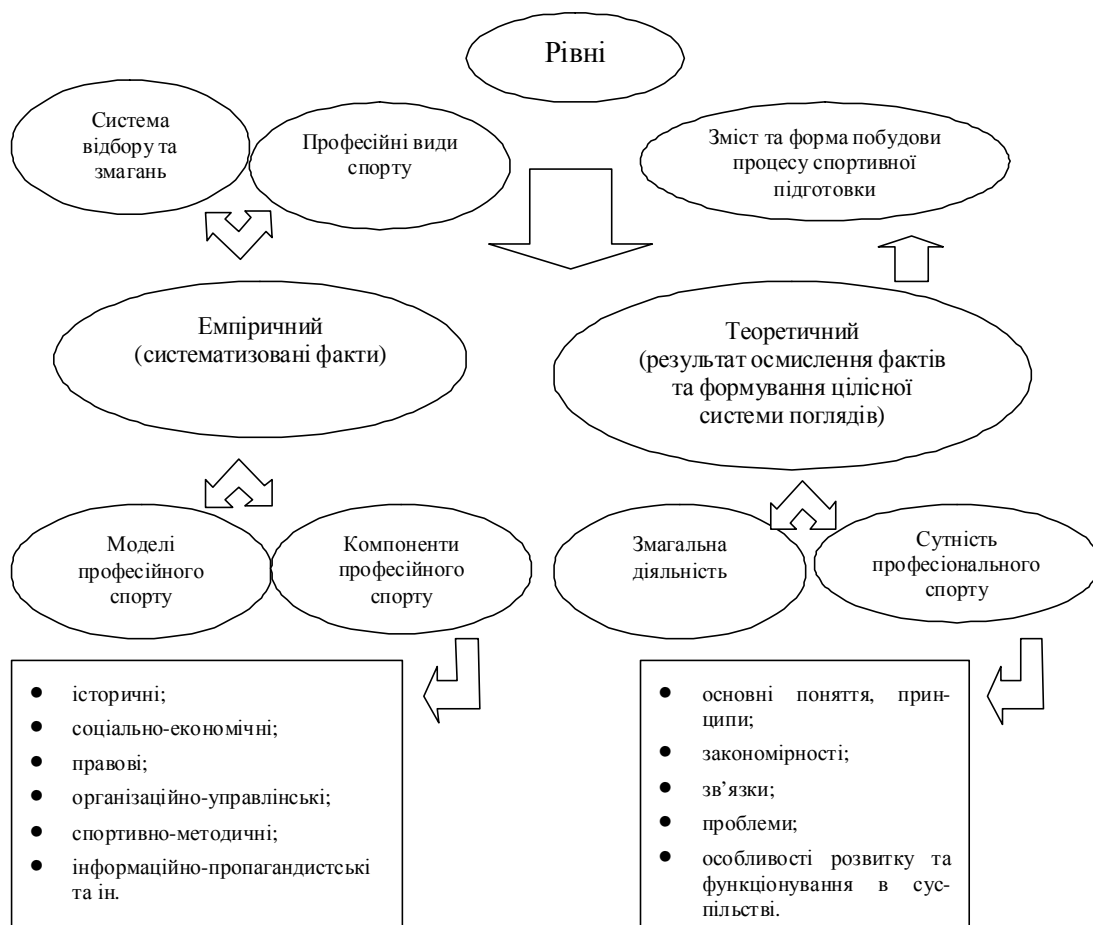 Рівні
Система
відбору та
змагань
Професійні види
спорту
Зміст та форма побудови
процесу спортивної
підготовки
Емпіричний
(систематизовані факти)
Теоретичний
(результат осмислення фактів
та формування цілісної
системи поглядів)
Моделі
професійного
спорту
Компоненти
професійного
спорту
Змагальна
діяльність
Сутність
професіонального
спорту
● історичні;
● соціально-економічні;
● правові;
● організаційно-управлінські;
● спортивно-методичні;
● інформаційно-пропагандистські
та ін.
● основні поняття, прин-
ципи;
● закономірності;
● зв’язки;
● проблеми;
● особливості розвитку та
функціонування в сус-
пільстві.